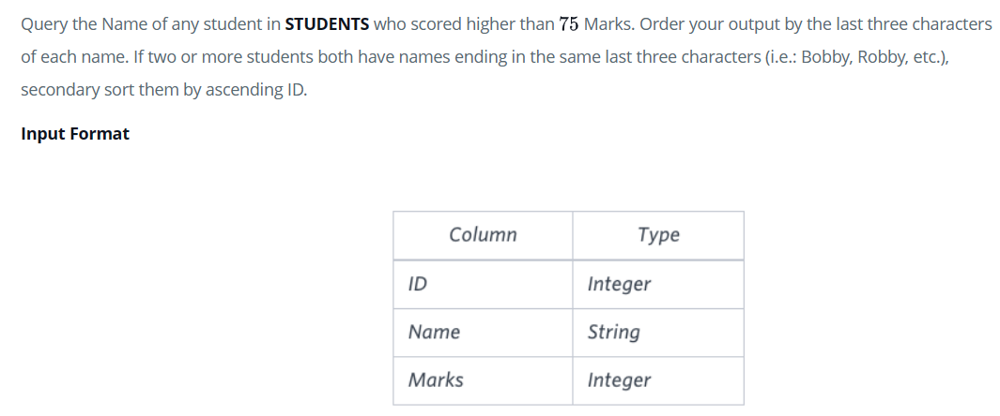 Query the Name of any student in STUDENTS who scored higher than 75 Marks. Order your output by the last three characters
of each name. If two or more students both have names ending in the same last three characters (i.e.: Bobby, Robby, etc.),
secondary sort them by ascending ID.
Input Format
Column Type
ID Integer
Name String
Marks Integer